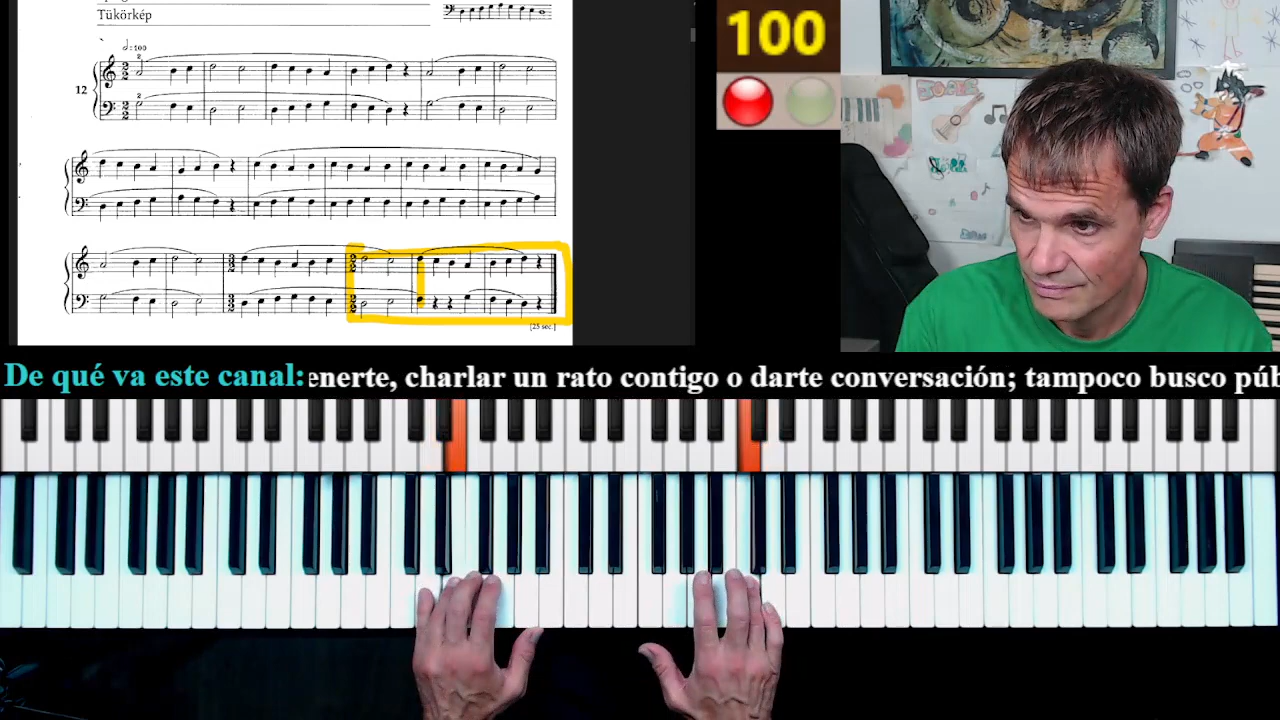 Tükörkép
100
♩=100
12
[25 sec.]
De qué va este canal: enerte, charlar un rato contigo o darte conversación; tampoco busco púb